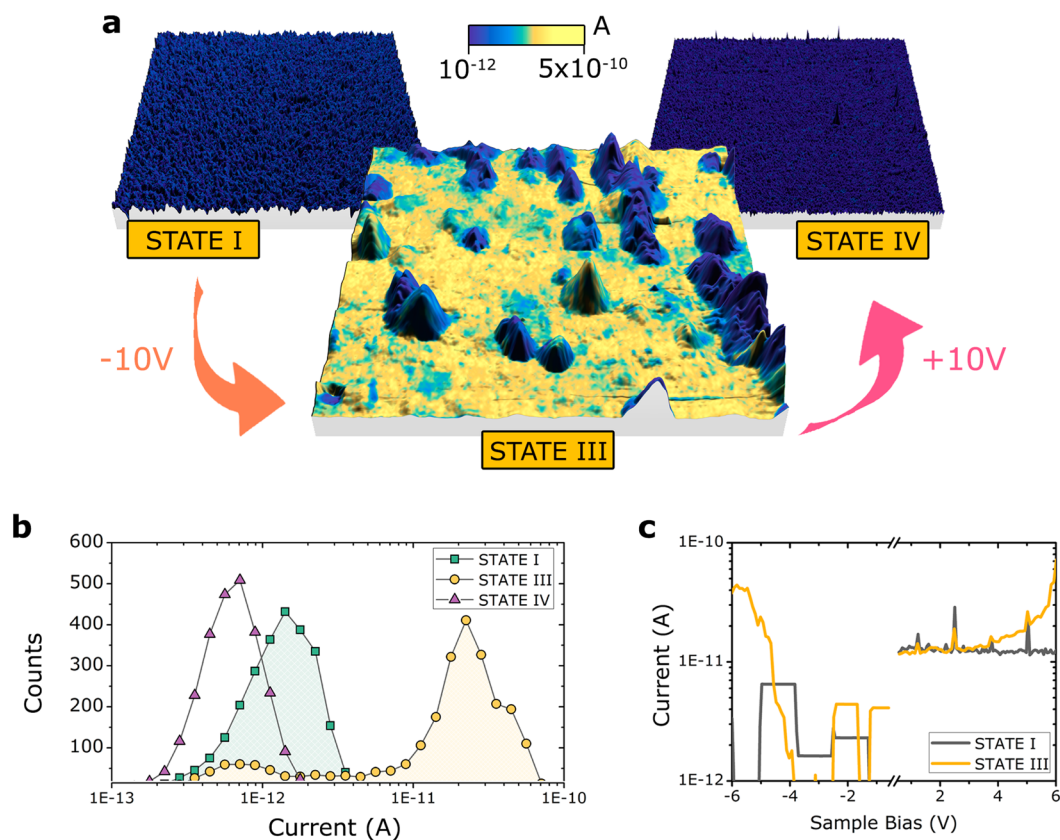 a
A
10⁻¹² 5x10⁻¹⁰
STATE I
STATE IV
-10V
+10V
STATE III
b
600
500
400
300
200
100
Counts
1E-13 1E-12 1E-11 1E-10
Current (A)
STATE I
STATE III
STATE IV
c
1E-10
1E-11
1E-12
Current (A)
-6 -4 -2 2 4 6
Sample Bias (V)
STATE I
STATE III